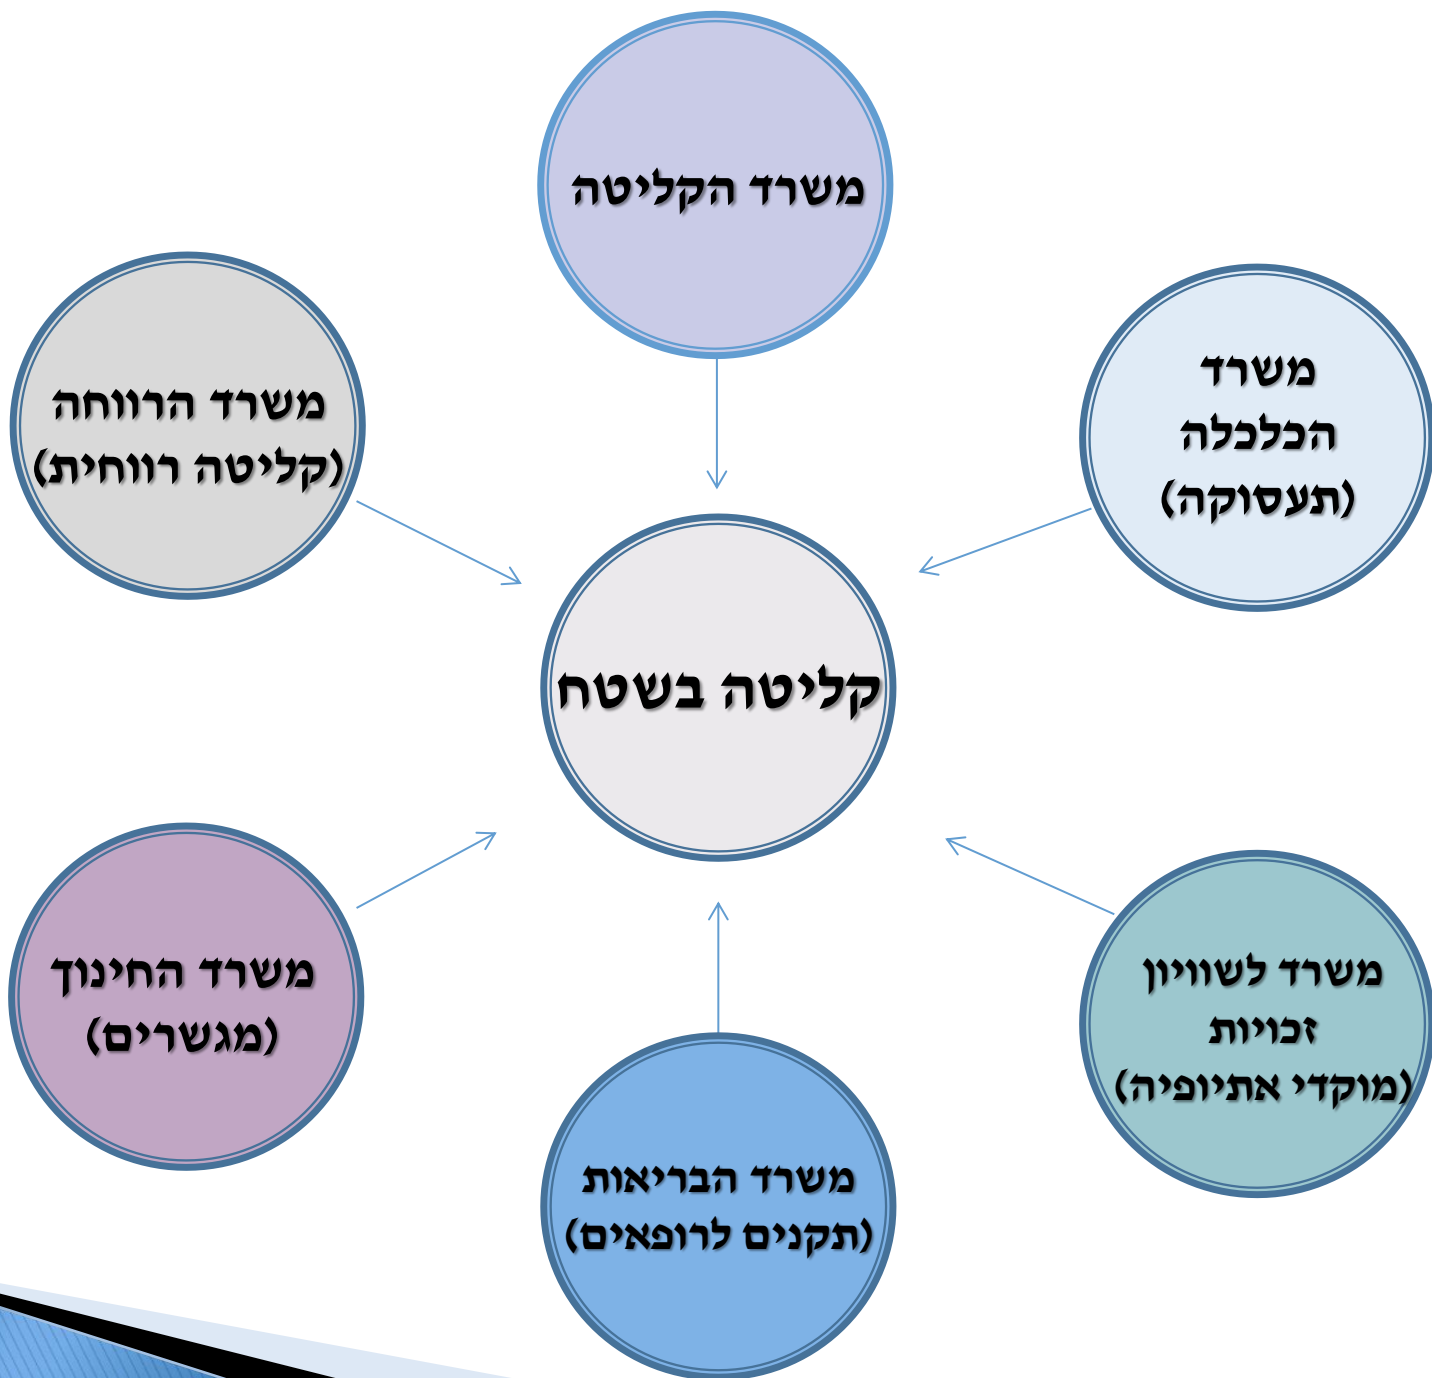 משרד הקליטה
משרד
הכלכלה
(תעסוקה)
משרד הרווחה
(קליטה רווחית)
קליטה בשטח
משרד לשוויון
זכויות
(מוקדי אתיופיה)
משרד החינוך
(מגשרים)
משרד הבריאות
(תקנים לרופאים)